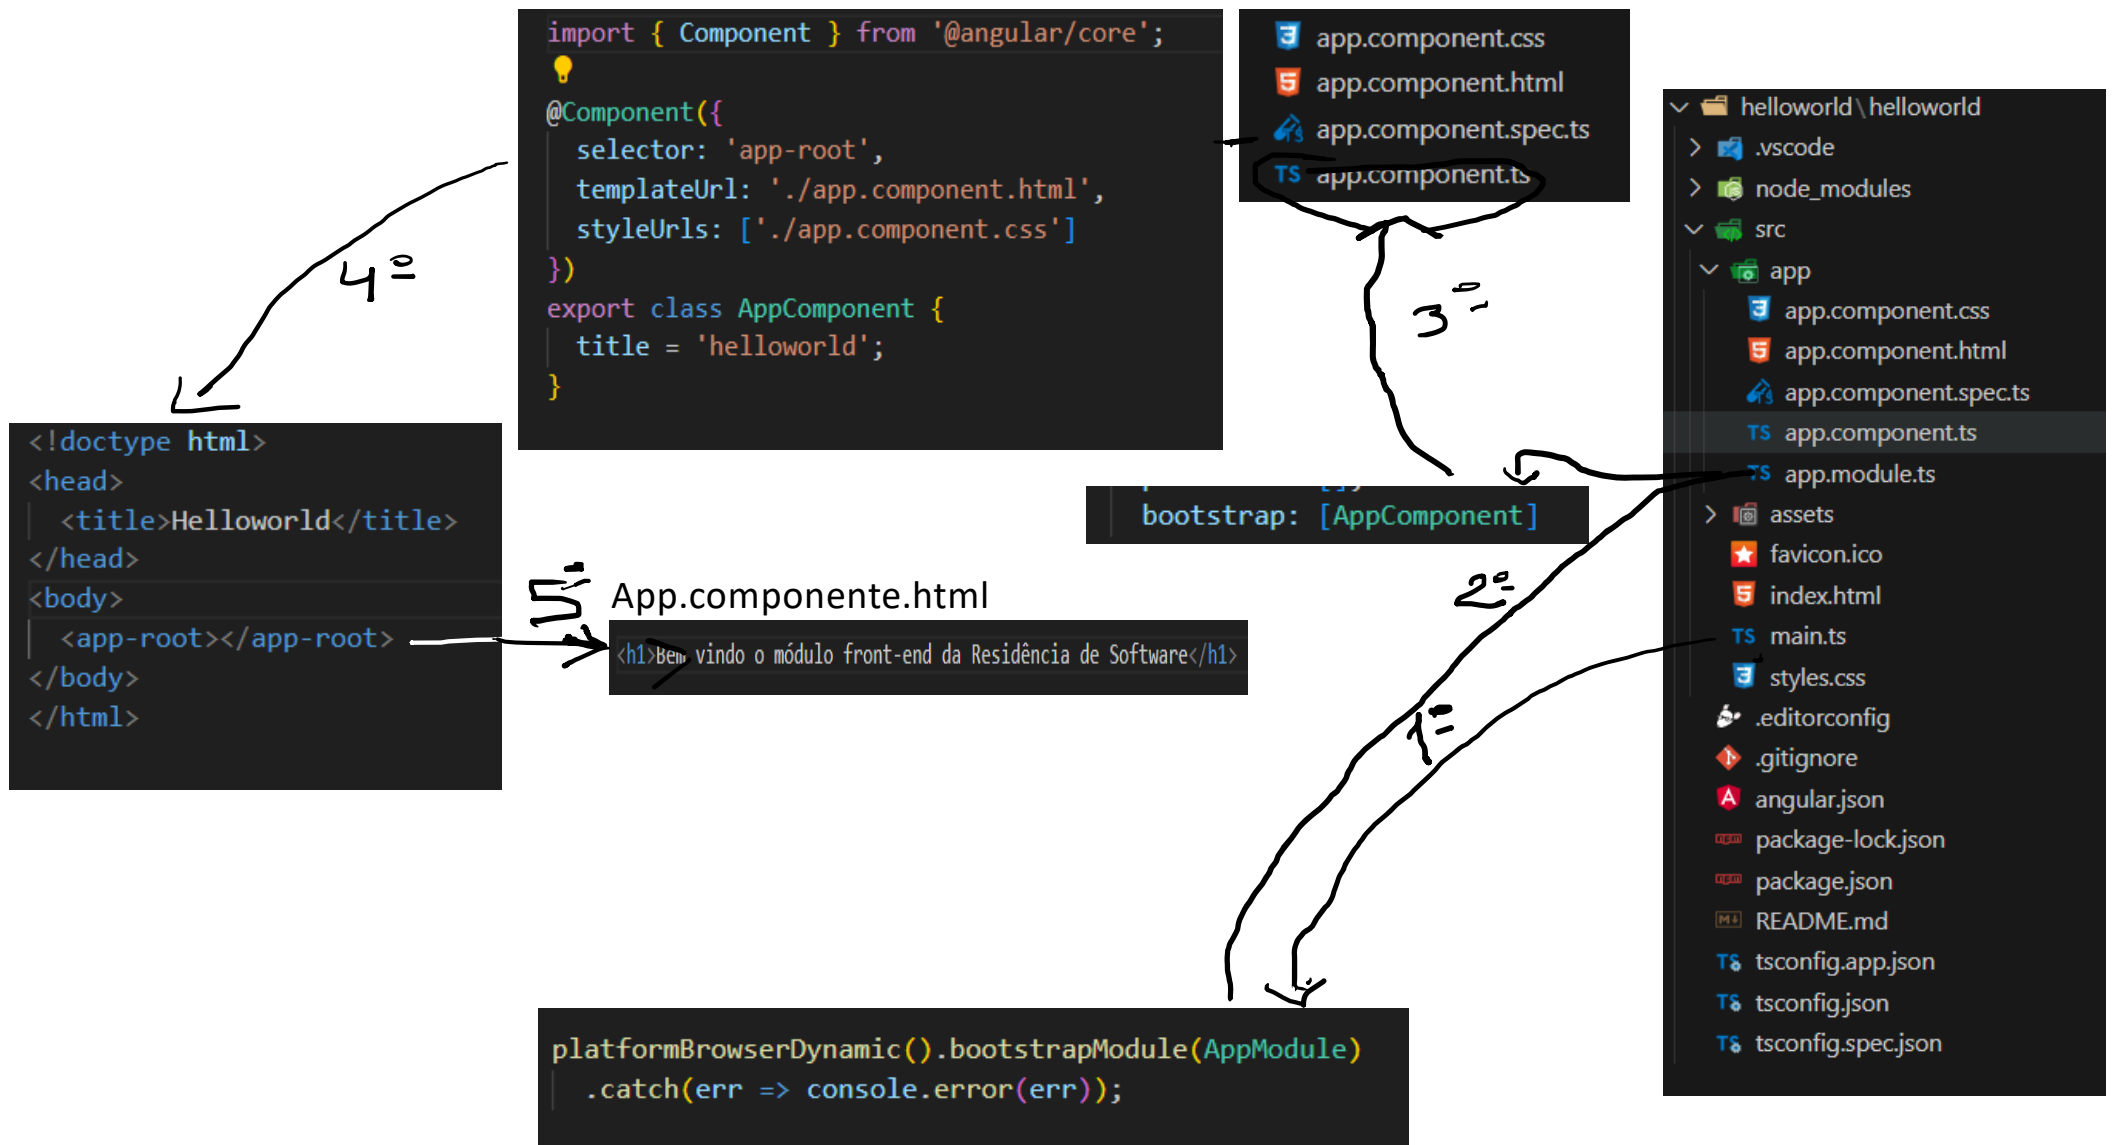 import { Component } from '@angular/core';
@Component({
selector: 'app-root',
templateUrl: './app.component.html',
styleUrls: ['./app.component.css']
})
export class AppComponent {
title = 'helloworld';
}
app.component.css
app.component.html
app.component.spec.ts
TS app.component.ts
helloworld\helloworld
.vscode
node_modules
src
app
app.component.css
app.component.html
app.component.spec.ts
TS app.component.ts
TS app.module.ts
assets
favicon.ico
index.html
TS main.ts
styles.css
.editorconfig
.gitignore
angular.json
package-lock.json
package.json
README.md
tsconfig.app.json
tsconfig.json
tsconfig.spec.json
4º
3º
bootstrap: [AppComponent]
2º
1º
<!doctype html>
<head>
<title>Helloworld</title>
</head>
<body>
<app-root></app-root>
</body>
</html>
5º
App.componente.html
<h1>Bem vindo o módulo front-end da Residência de Software</h1>
platformBrowserDynamic().bootstrapModule(AppModule)
.catch(err => console.error(err));